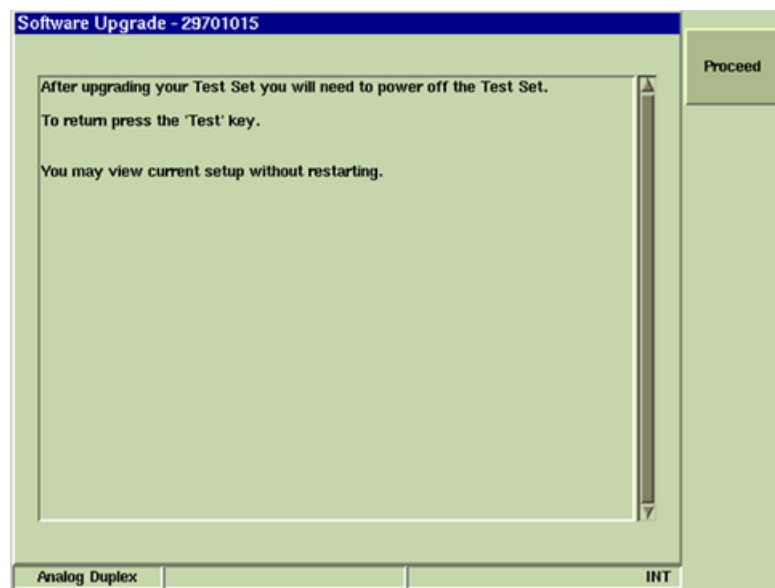 Software Upgrade - 29701015
Proceed
After upgrading your Test Set you will need to power off the Test Set.
To return press the 'Test' key.
You may view current setup without restarting.
Analog Duplex
INT